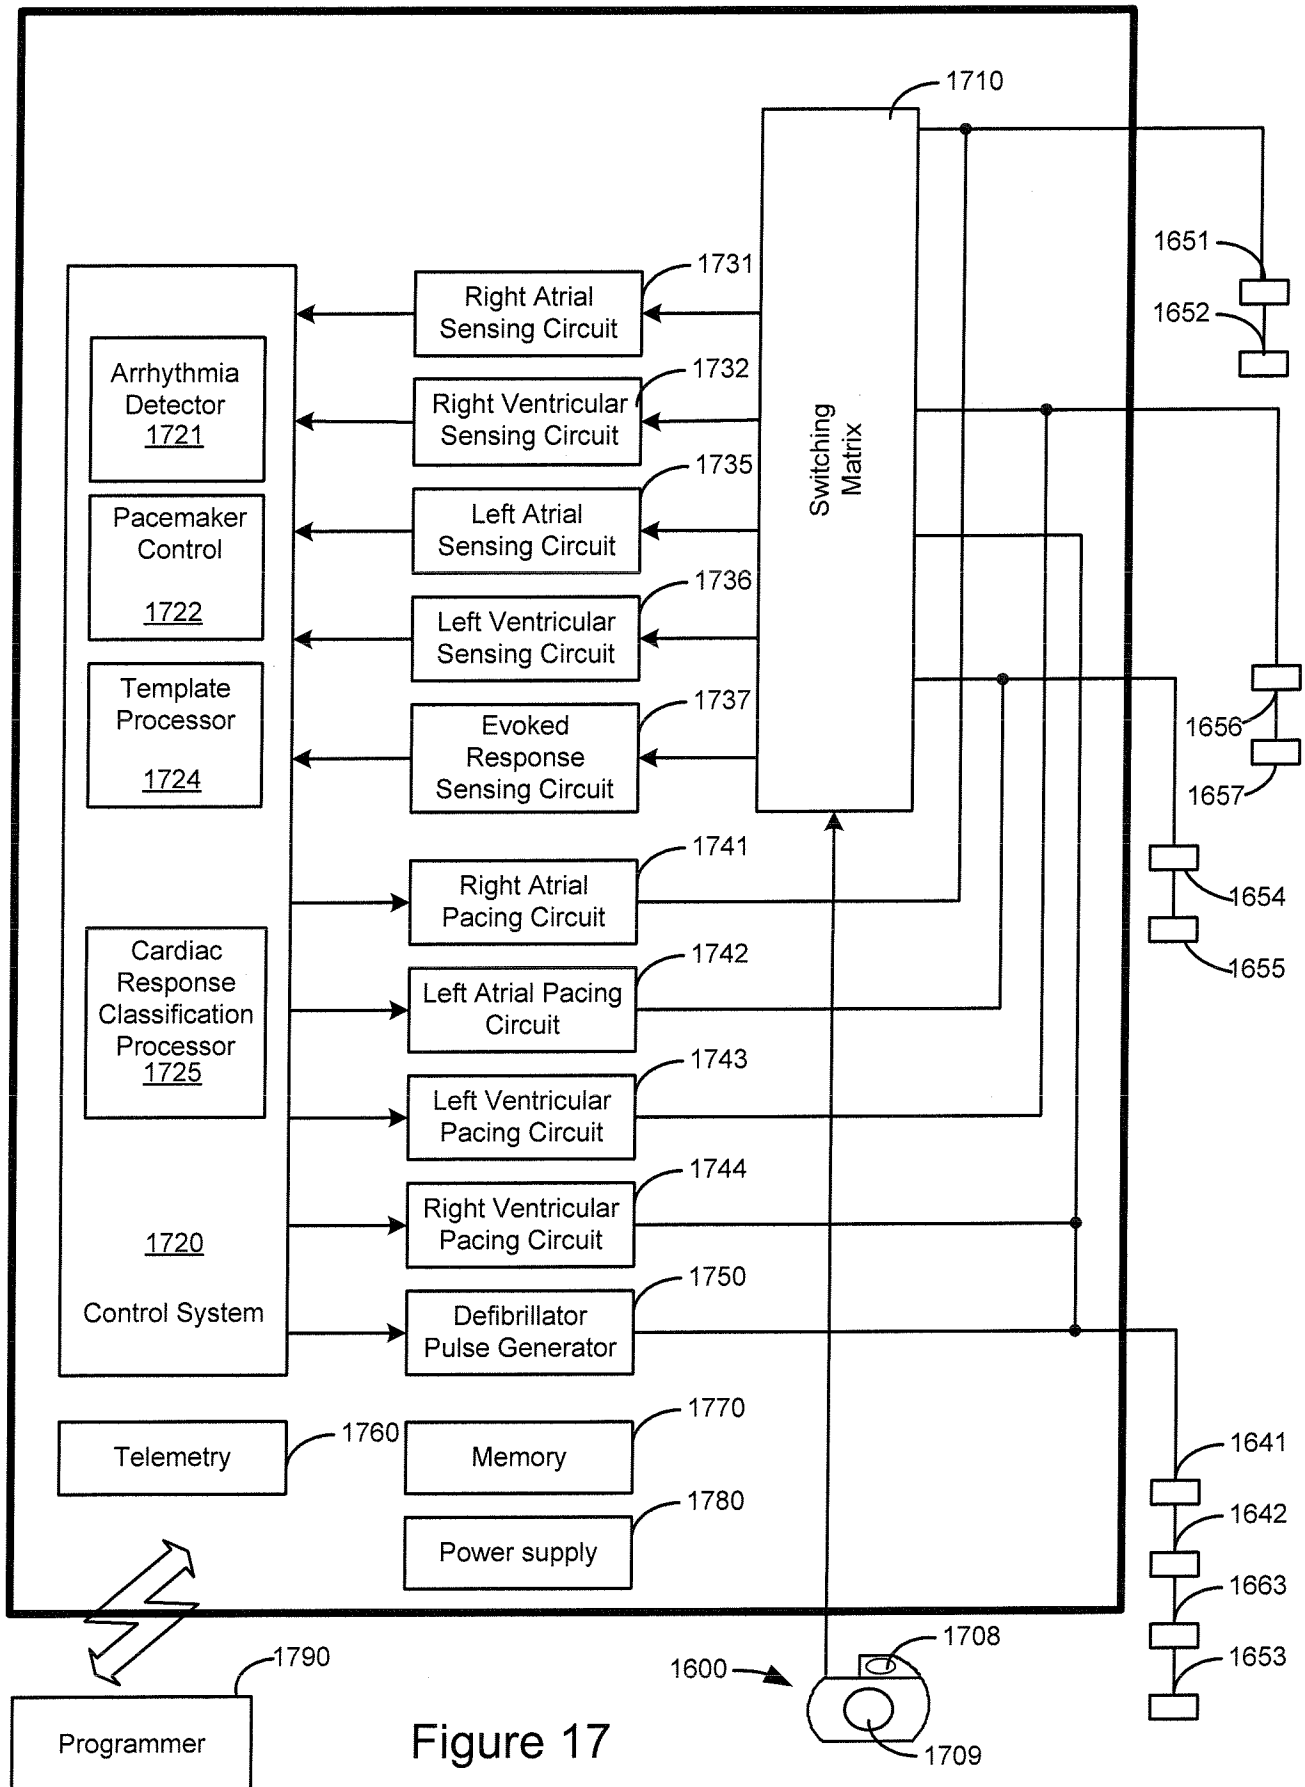 1710
1651
1652
1731
Right Atrial
Sensing Circuit
Arrhythmia
Detector
1721
1732
Right Ventricular
Sensing Circuit
Switching
Matrix
1735
Left Atrial
Sensing Circuit
Pacemaker
Control
1722
1736
Left Ventricular
Sensing Circuit
Template
Processor
1724
1737
Evoked
Response
Sensing Circuit
1656
1657
1741
Right Atrial
Pacing Circuit
1654
1655
Cardiac
Response
Classification
Processor
1725
1742
Left Atrial Pacing
Circuit
1743
Left Ventricular
Pacing Circuit
1744
Right Ventricular
Pacing Circuit
1720
Control System
1750
Defibrillator
Pulse Generator
1760
Telemetry
1770
Memory
1780
Power supply
1641
1642
1663
1653
1790
Programmer
1600
1708
1709
Figure 17